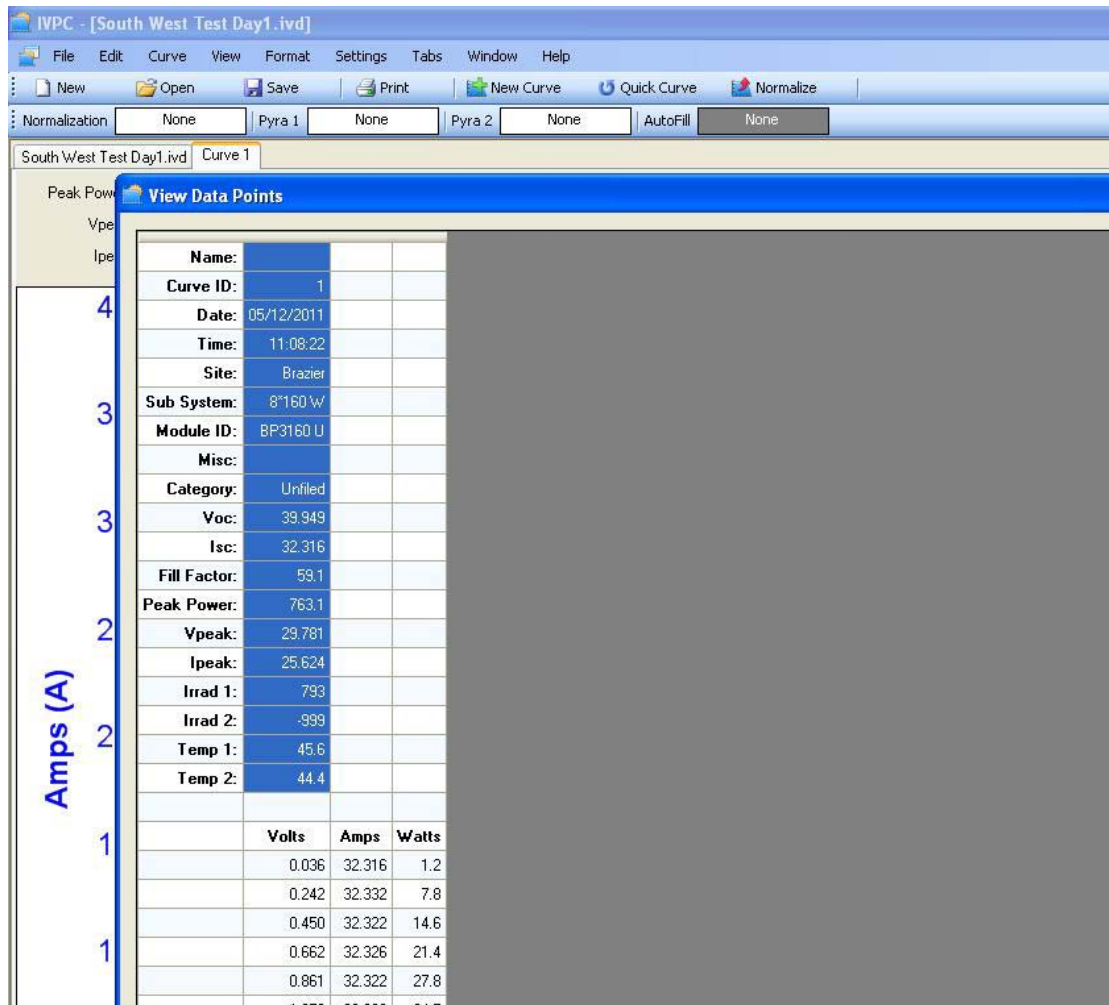 IVPC - [South West Test Day1.ivd]
File Edit Curve View Format Settings Tabs Window Help
New Open Save Print New Curve Quick Curve Normalize
Normalization None Pyra 1 None Pyra 2 None AutoFill None
South West Test Day1.ivd Curve 1
Peak Pow
View Data Points
Vpe
Ipe
Name:
Curve ID: 1
4
Date: 05/12/2011
Time: 11:08:22
Site: Brazier
Sub System: 8*160 W
3
Module ID: BP3160 U
Misc:
Category: Unfiled
Voc: 39.949
3
Isc: 32.316
Fill Factor: 59.1
Peak Power: 763.1
2
Vpeak: 29.781
Ipeak: 25.624
Irrad 1: 793
Irrad 2: -999
2
Temp 1: 45.6
Temp 2: 44.4
Amps (A)
Volts Amps Watts
1
0.036 32.316 1.2
0.242 32.332 7.8
0.450 32.322 14.6
0.662 32.326 21.4
1
0.861 32.322 27.8